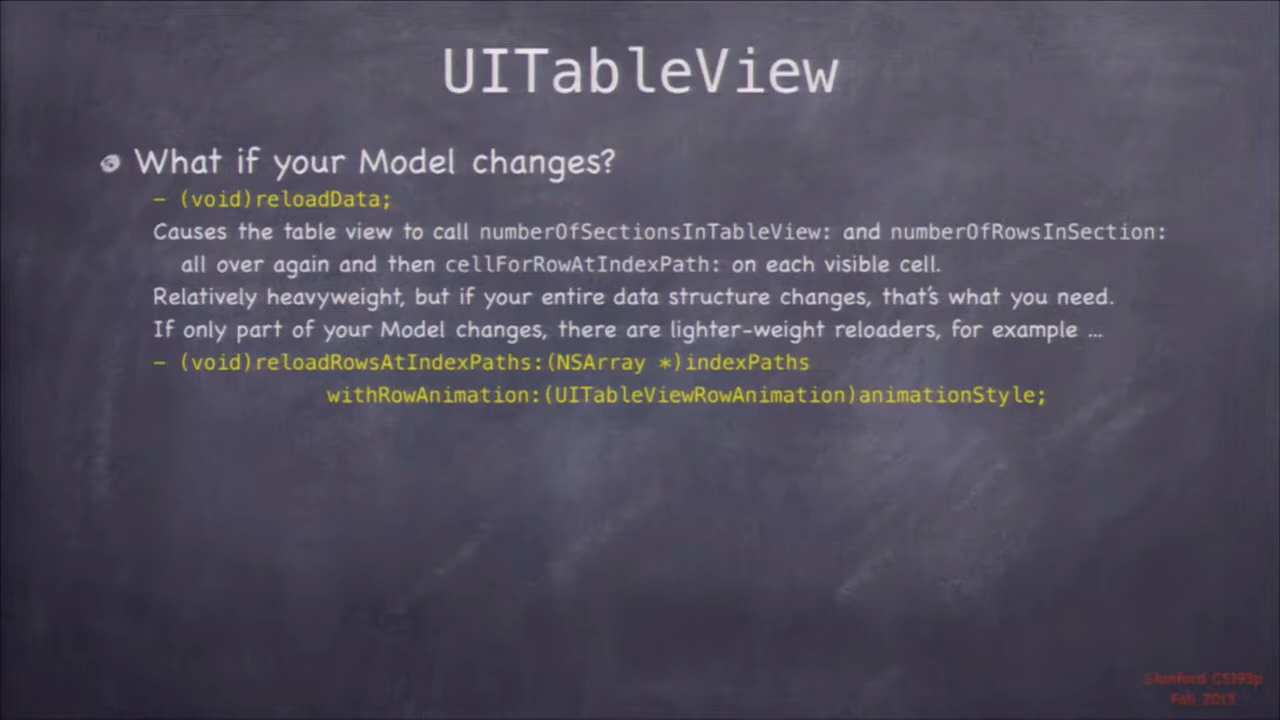 UITableView
What if your Model changes?
- (void)reloadData;
Causes the table view to call numberOfSectionsInTableView: and numberOfRowsInSection:
all over again and then cellForRowAtIndexPath: on each visible cell.
Relatively heavyweight, but if your entire data structure changes, that's what you need.
If only part of your Model changes, there are lighter-weight reloaders, for example ...
- (void)reloadRowsAtIndexPaths:(NSArray *)indexPaths
withRowAnimation:(UITableViewRowAnimation)animationStyle;
Stanford CS193p
Fall 2013